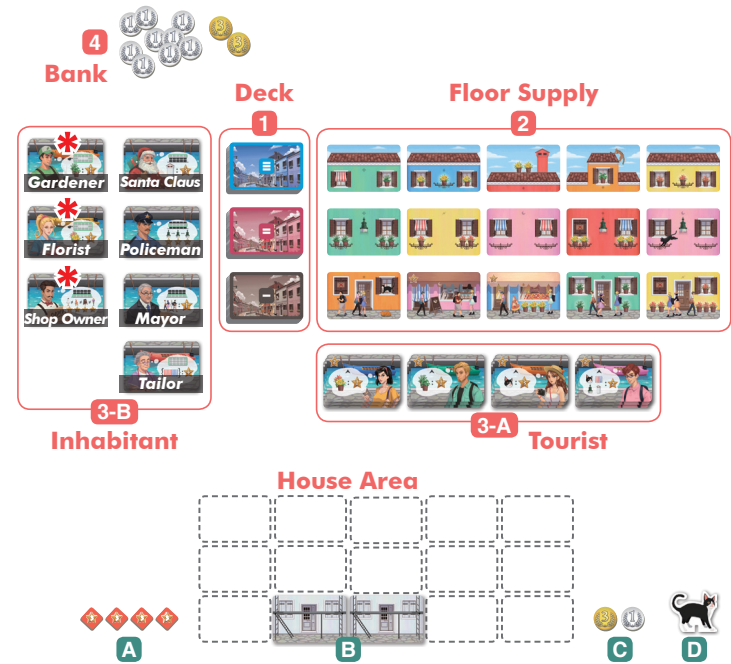 4
Bank
Deck
1
Floor Supply
2
Gardener
Santa Claus
Florist
Policeman
Shop Owner
Mayor
Tailor
3-B
Inhabitant
3-A
Tourist
House Area
A
B
C
D